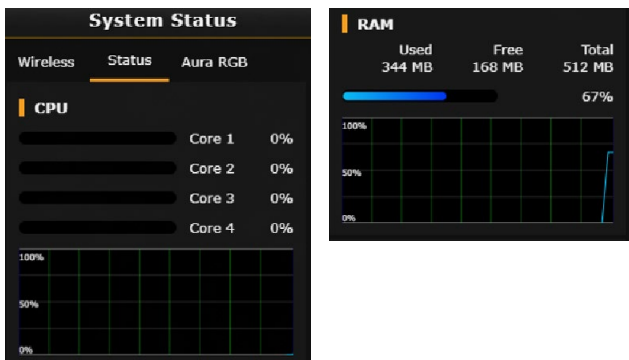 System Status
Wireless Status Aura RGB
CPU
Core 1 0%
Core 2 0%
Core 3 0%
Core 4 0%
100%
50%
0%
RAM
Used Free Total
344 MB 168 MB 512 MB
67%
100%
50%
0%